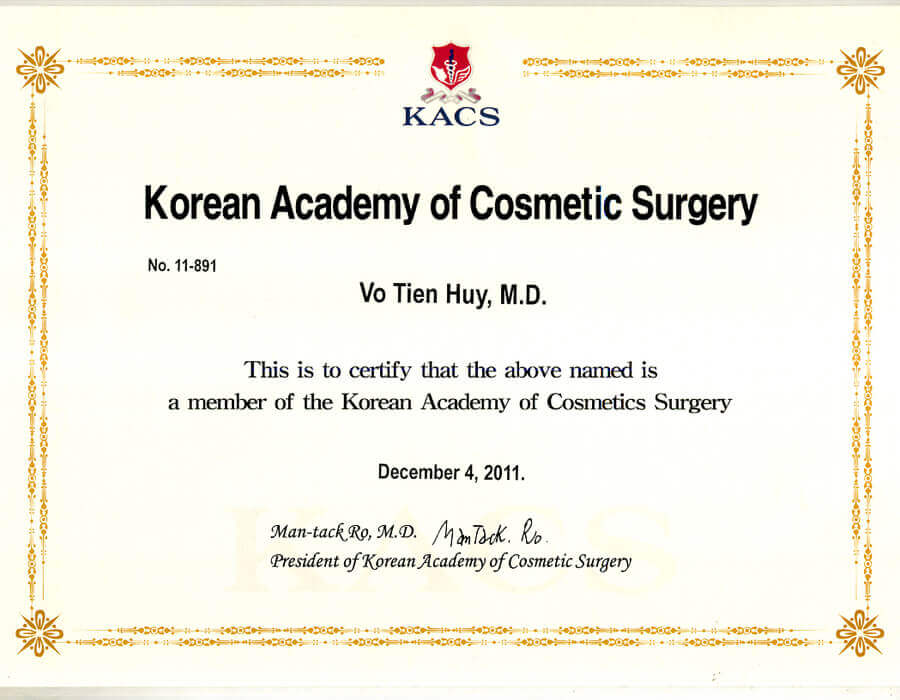 KACS
Korean Academy of Cosmetic Surgery
No. 11-891
Vo Tien Huy, M.D.
This is to certify that the above named is
a member of the Korean Academy of Cosmetics Surgery
December 4, 2011.
KACS
Man-tack Ro, M.D. ManTack. Ro.
President of Korean Academy of Cosmetic Surgery